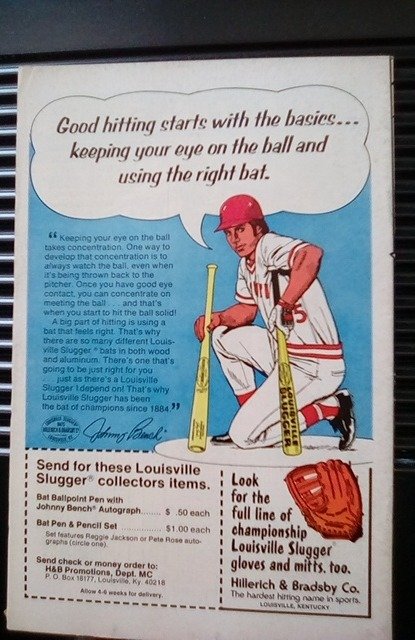 Good hitting starts with the basics...
keeping your eye on the ball and
using the right bat.
“Keeping your eye on the ball
takes concentration. One way to
develop that concentration is to
always watch the ball, even when
it's being thrown back to the
pitcher. Once you have good eye
contact, you can concentrate on
meeting the ball . . . and that's
when you start to hit the ball solid!
A big part of hitting is using a
bat that feels right. That's why
there are so many different Louis-
ville Slugger® bats in both wood
and aluminum. There's one that's
going to be just right for you
. . . just as there's a Louisville
Slugger I depend on! That's why
Louisville Slugger has been
the bat of champions since 1884”
Johnny Bench
5
LOUISVILLE
SLUGGER
Send for these Louisville
Slugger® collectors items.
Bat Ballpoint Pen with
Johnny Bench® Autograph........ $ .50 each
Bat Pen & Pencil Set ............... $1.00 each
Set features Reggie Jackson or Pete Rose auto-
graphs (circle one).
Send check or money order to:
H&B Promotions, Dept. MC
P. O. Box 18177, Louisville, Ky. 40218
Allow 4-6 weeks for delivery.
Look
for the
full line of
championship
Louisville Slugger
gloves and mitts, too.
Hillerich & Bradsby Co.
The hardest hitting name in sports.
LOUISVILLE, KENTUCKY